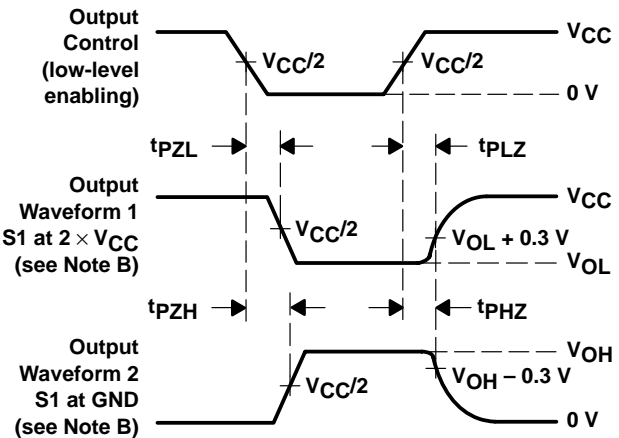 Output
Control
(low-level
enabling)
VCC
VCC/2
VCC/2
0 V
tPZL
tPLZ
Output
Waveform 1
S1 at 2 × VCC
(see Note B)
VCC
VCC/2
VOL + 0.3 V
VOL
tPZH
tPHZ
Output
Waveform 2
S1 at GND
(see Note B)
VOH
VCC/2
VOH – 0.3 V
0 V